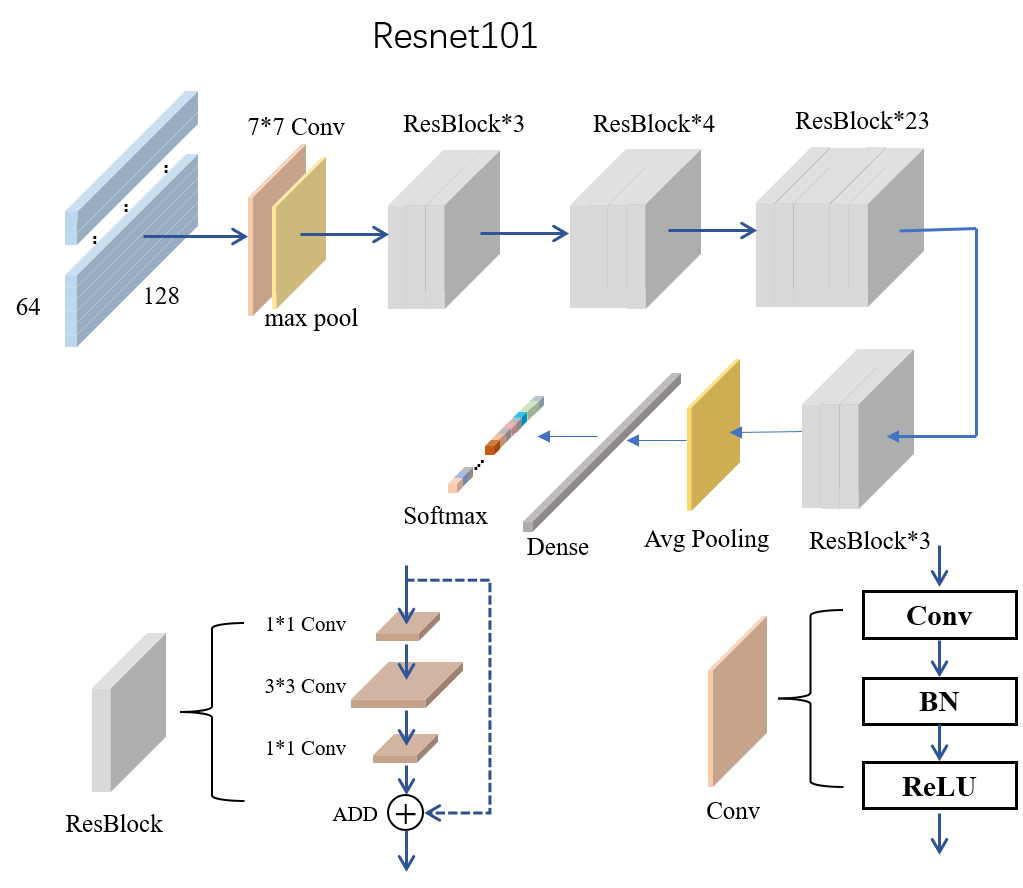 Resnet101
7*7 Conv
ResBlock*3
ResBlock*4
ResBlock*23
64
128
max pool
Softmax
Dense
Avg Pooling
ResBlock*3
1*1 Conv
3*3 Conv
1*1 Conv
ADD
ResBlock
Conv
Conv
BN
ReLU